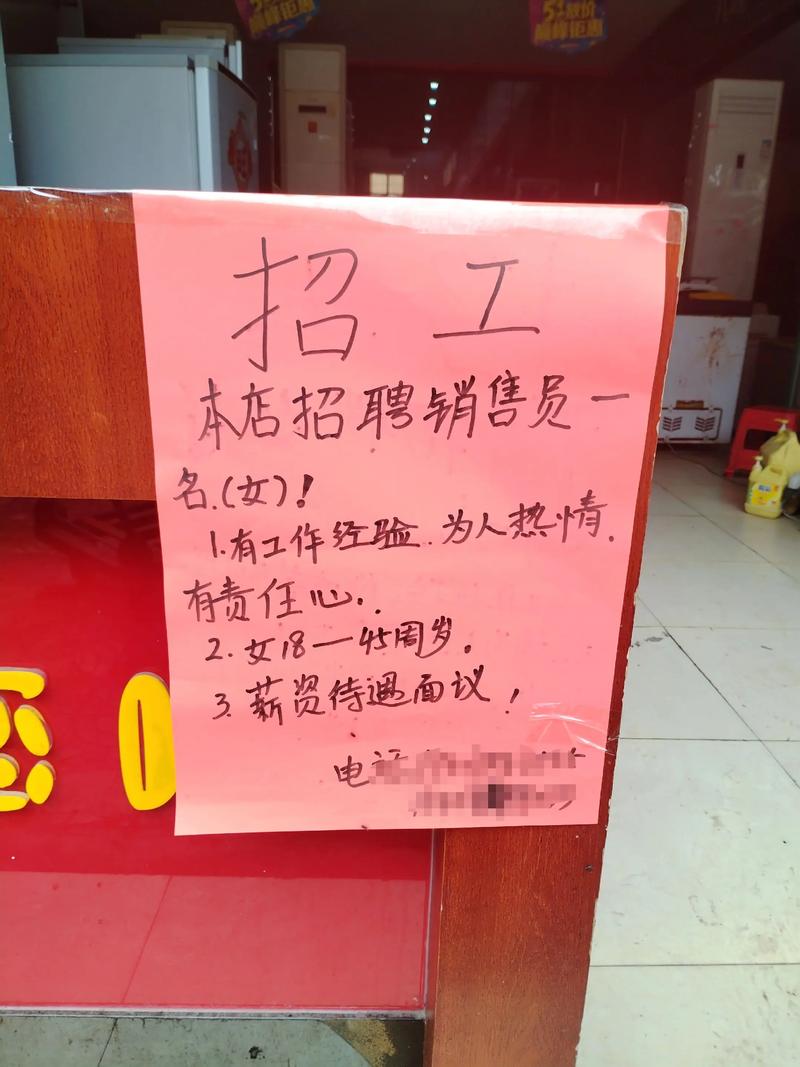 招工
本店招聘销售员一
名.(女)!
1.有工作经验.为人热情.
有责任心..
2.女18—45周岁.
3.薪资待遇面议!
电话